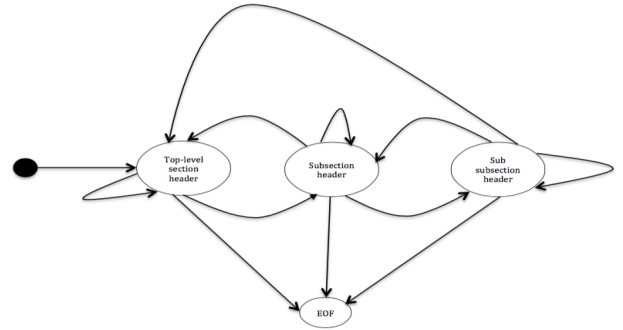 Top-level
section
header
Subsection
header
Sub
subsection
header
EOF